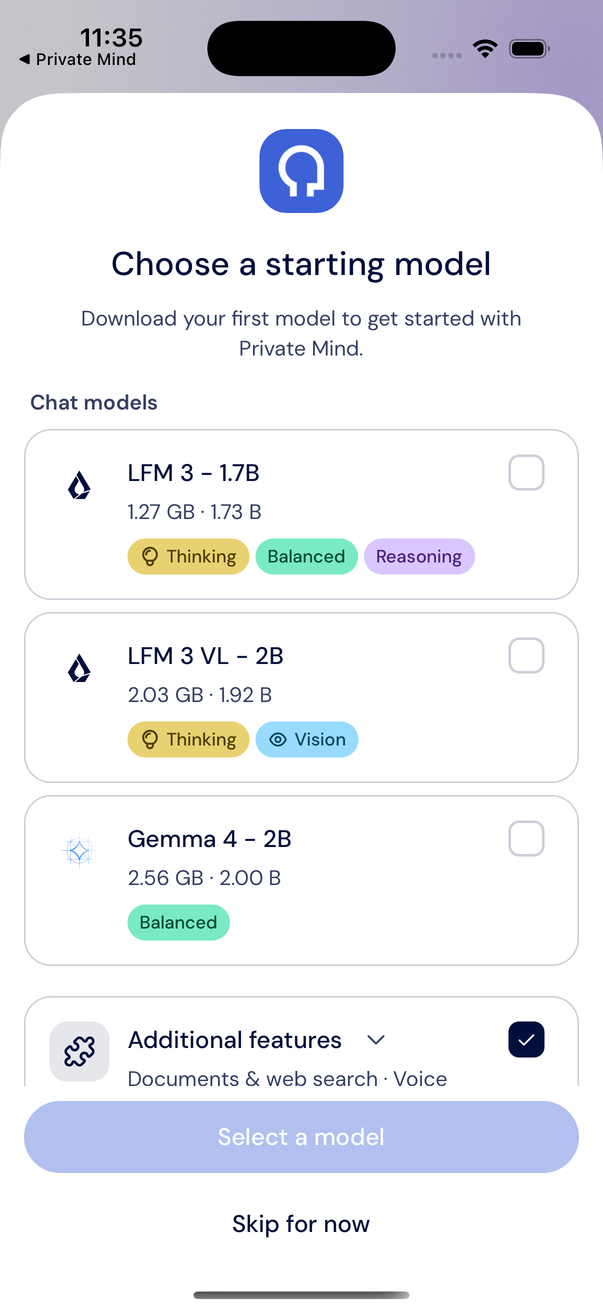 11:35
◀ Private Mind
Choose a starting model
Download your first model to get started with
Private Mind.
Chat models
LFM 3 - 1.7B
1.27 GB · 1.73 B
Thinking
Balanced
Reasoning
LFM 3 VL - 2B
2.03 GB · 1.92 B
Thinking
Vision
Gemma 4 - 2B
2.56 GB · 2.00 B
Balanced
Additional features
Documents & web search · Voice
Select a model
Skip for now